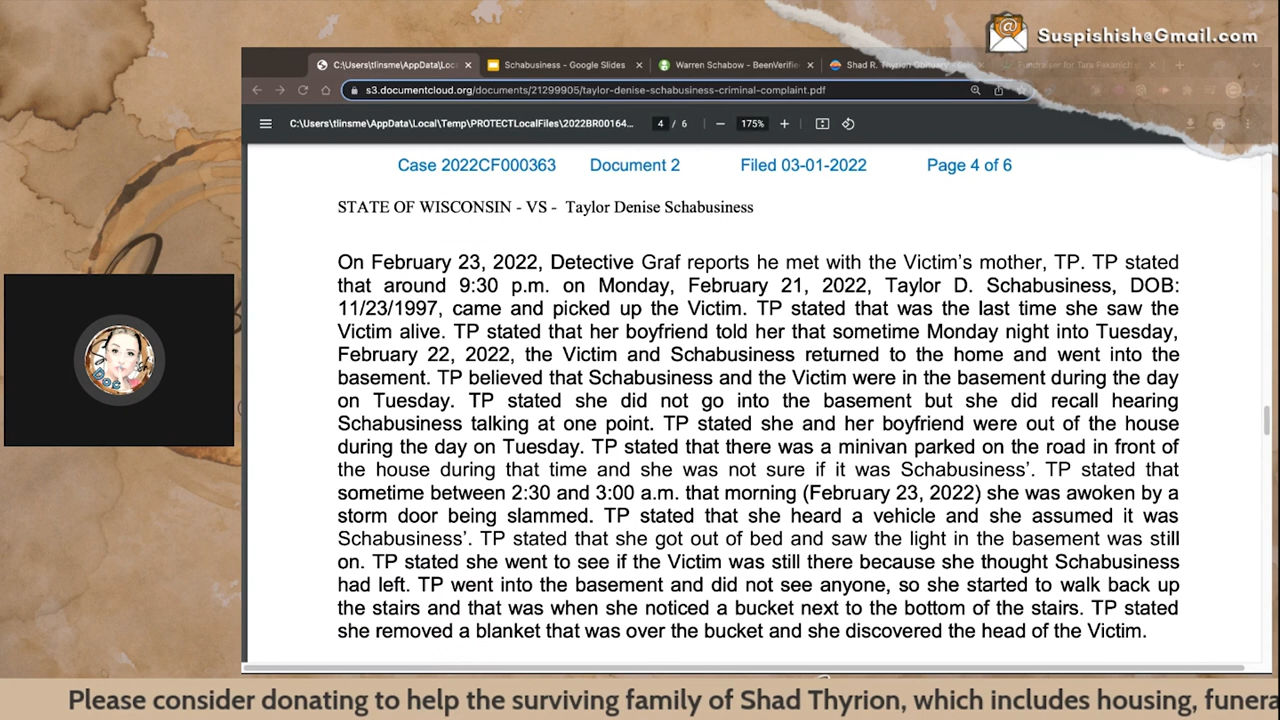 Suspishish@Gmail.com
C:\Users\tlinsme\AppData\Loc
Schabusiness - Google Slides
Warren Schabow - BeenVerifie
Shad R. Thyrion Obituary -
Fundraiser for Tara Pakanich
s3.documentcloud.org/documents/21299905/taylor-denise-schabusiness-criminal-complaint.pdf
C:\Users\tlinsme\AppData\Local\Temp\PROTECTLocalFiles\2022BR00164... 4 / 6 175%
Case 2022CF000363 Document 2 Filed 03-01-2022 Page 4 of 6
STATE OF WISCONSIN - VS - Taylor Denise Schabusiness
On February 23, 2022, Detective Graf reports he met with the Victim's mother, TP. TP stated
that around 9:30 p.m. on Monday, February 21, 2022, Taylor D. Schabusiness, DOB:
11/23/1997, came and picked up the Victim. TP stated that was the last time she saw the
Victim alive. TP stated that her boyfriend told her that sometime Monday night into Tuesday,
February 22, 2022, the Victim and Schabusiness returned to the home and went into the
basement. TP believed that Schabusiness and the Victim were in the basement during the day
on Tuesday. TP stated she did not go into the basement but she did recall hearing
Schabusiness talking at one point. TP stated she and her boyfriend were out of the house
during the day on Tuesday. TP stated that there was a minivan parked on the road in front of
the house during that time and she was not sure if it was Schabusiness'. TP stated that
sometime between 2:30 and 3:00 a.m. that morning (February 23, 2022) she was awoken by a
storm door being slammed. TP stated that she heard a vehicle and she assumed it was
Schabusiness'. TP stated that she got out of bed and saw the light in the basement was still
on. TP stated she went to see if the Victim was still there because she thought Schabusiness
had left. TP went into the basement and did not see anyone, so she started to walk back up
the stairs and that was when she noticed a bucket next to the bottom of the stairs. TP stated
she removed a blanket that was over the bucket and she discovered the head of the Victim.
Please consider donating to help the surviving family of Shad Thyrion, which includes housing, funera